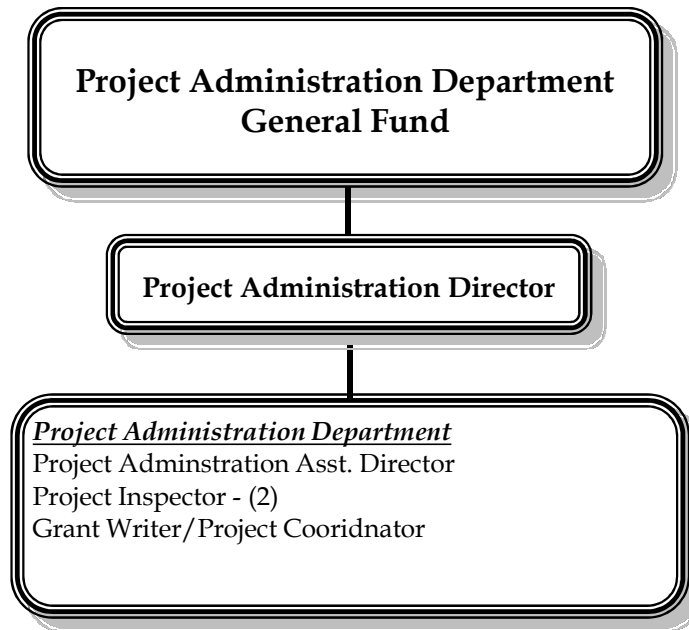 Project Administration Department
General Fund
Project Administration Director
Project Administration Department
Project Adminstration Asst. Director
Project Inspector - (2)
Grant Writer/Project Cooridnator